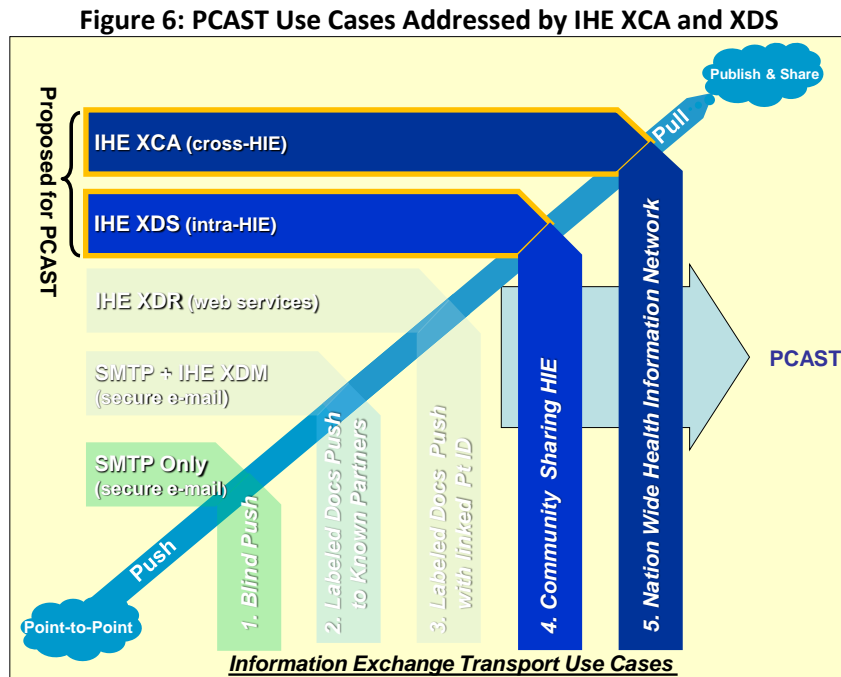 Figure 6: PCAST Use Cases Addressed by IHE XCA and XDS
Publish & Share
Pull
Proposed for PCAST
IHE XCA (cross-HIE)
IHE XDS (intra-HIE)
IHE XDR (web services)
SMTP + IHE XDM
(secure e-mail)
SMTP Only
(secure e-mail)
PCAST
Push
Point-to-Point
1. Blind Push
2. Labeled Docs Push
to Known Partners
3. Labeled Docs Push
with linked Pt ID
4. Community Sharing HIE
5. Nation Wide Health Information Network
Information Exchange Transport Use Cases